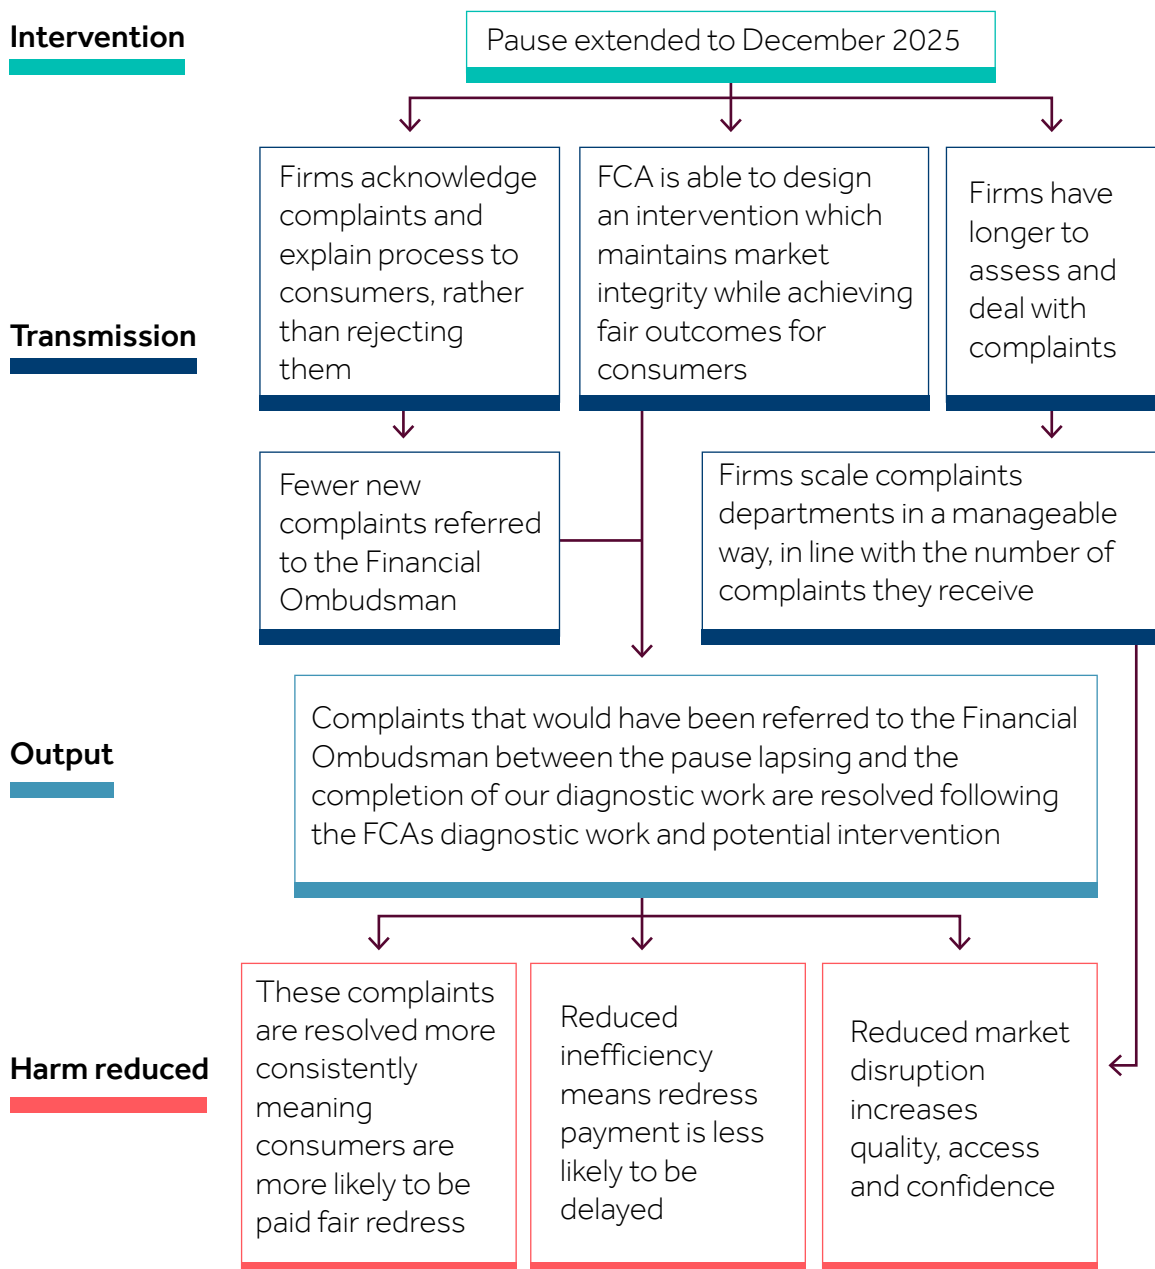 Intervention
Pause extended to December 2025
Transmission
Firms acknowledge
complaints and
explain process to
consumers, rather
than rejecting
them
FCA is able to design
an intervention which
maintains market
integrity while achieving
fair outcomes for
consumers
Firms have
longer to
assess and
deal with
complaints
Fewer new
complaints referred
to the Financial
Ombudsman
Firms scale complaints
departments in a manageable
way, in line with the number of
complaints they receive
Output
Complaints that would have been referred to the Financial
Ombudsman between the pause lapsing and the
completion of our diagnostic work are resolved following
the FCAs diagnostic work and potential intervention
Harm reduced
These complaints
are resolved more
consistently
meaning
consumers are
more likely to be
paid fair redress
Reduced
inefficiency
means redress
payment is less
likely to be
delayed
Reduced market
disruption
increases
quality, access
and confidence